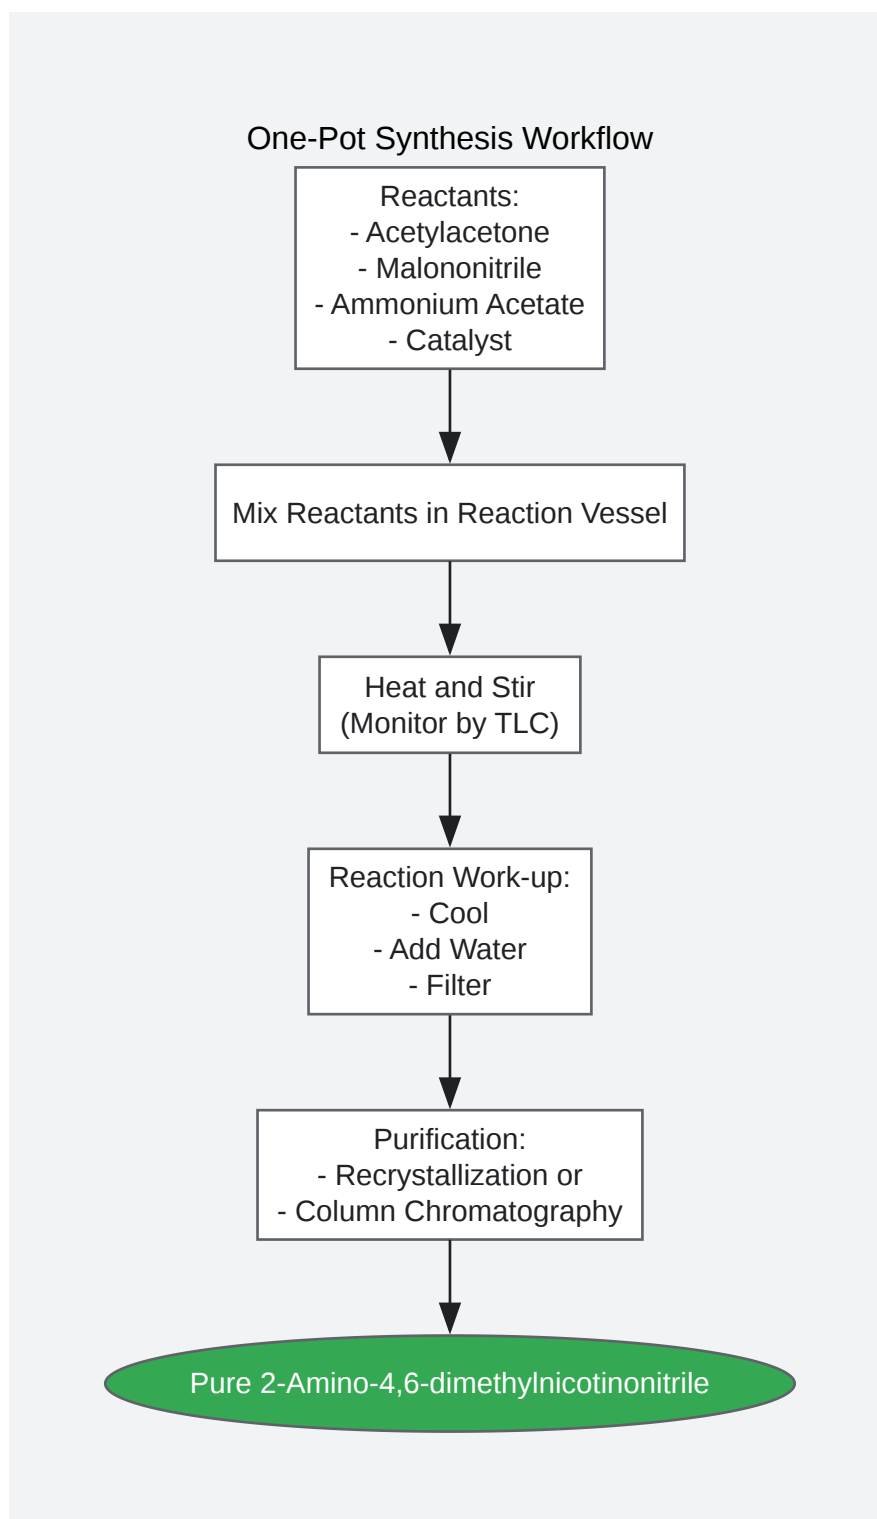 One-Pot Synthesis Workflow
Reactants:
- Acetylacetone
- Malononitrile
- Ammonium Acetate
- Catalyst
Mix Reactants in Reaction Vessel
Heat and Stir
(Monitor by TLC)
Reaction Work-up:
- Cool
- Add Water
- Filter
Purification:
- Recrystallization or
- Column Chromatography
Pure 2-Amino-4,6-dimethylnicotinonitrile